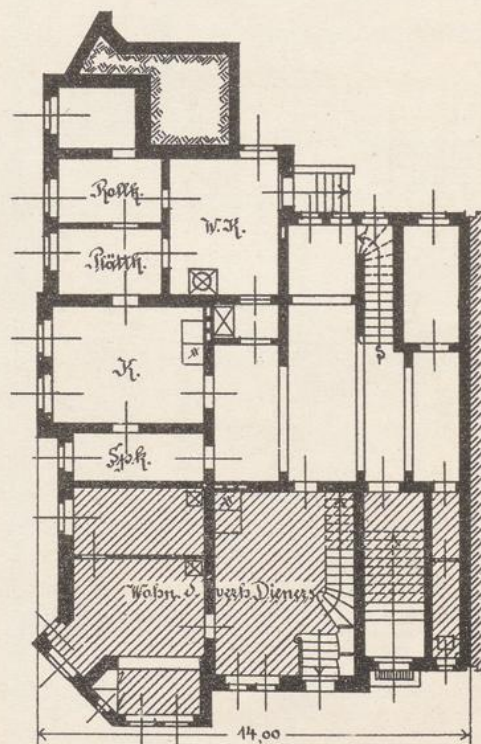 Rollk.
W. K.
Plättk.
K.
Spk.
Wohn. d. verh. Dieners
14,00